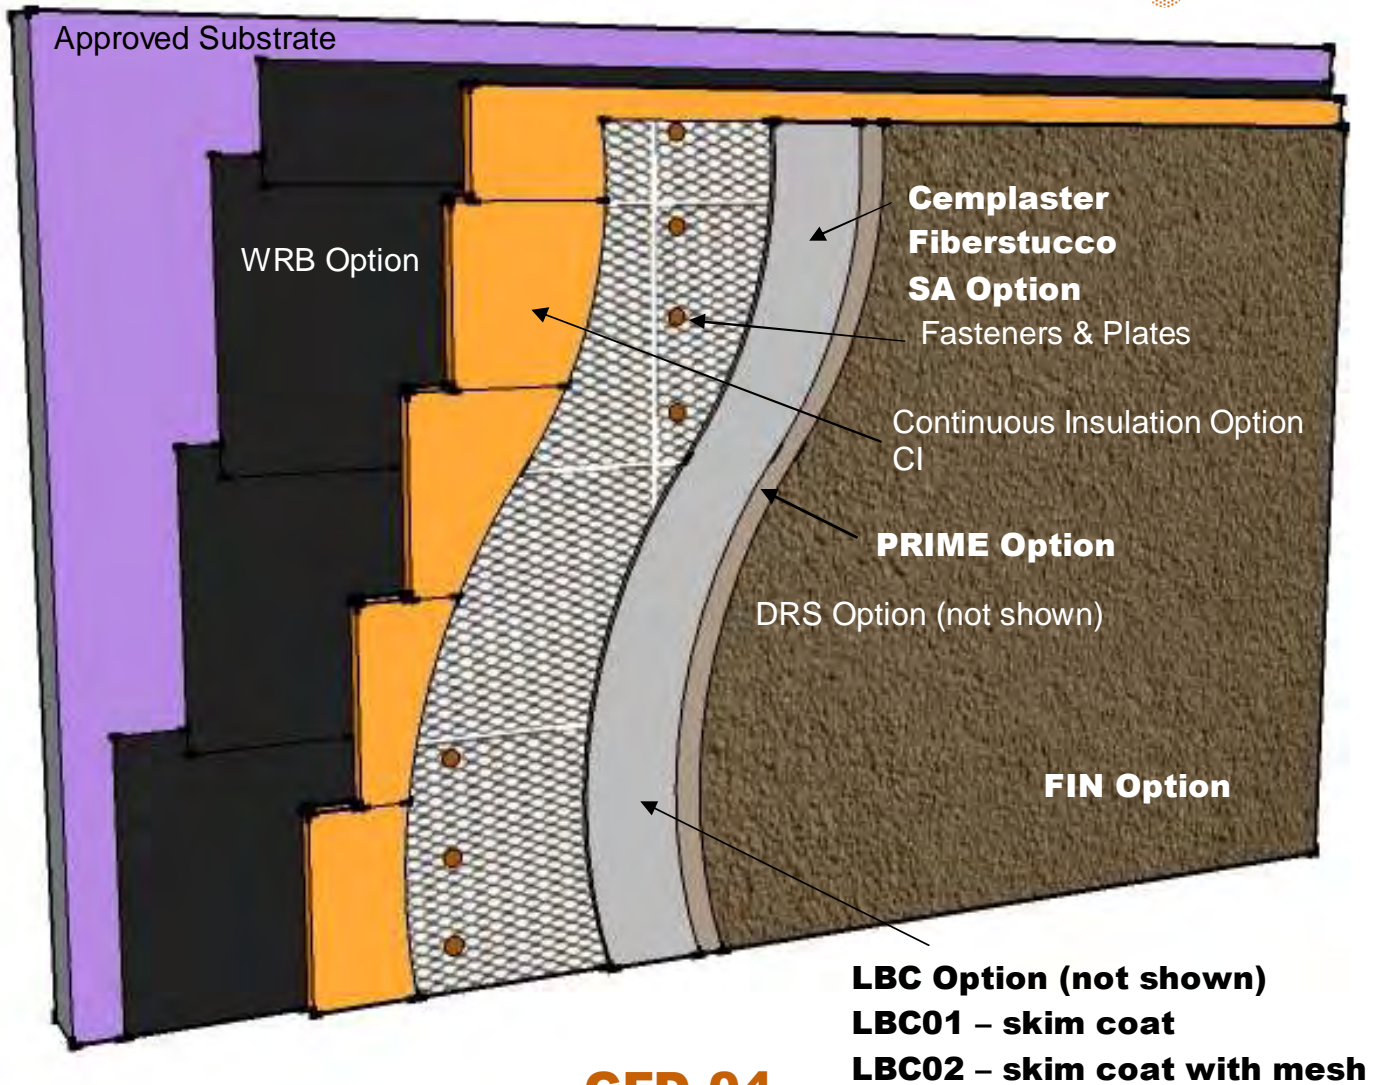 Approved Substrate
WRB Option
Cemplaster
Fiberstucco
SA Option
Fasteners & Plates
Continuous Insulation Option
CI
PRIME Option
DRS Option (not shown)
FIN Option
LBC Option (not shown)
LBC01 – skim coat
LBC02 – skim coat with mesh